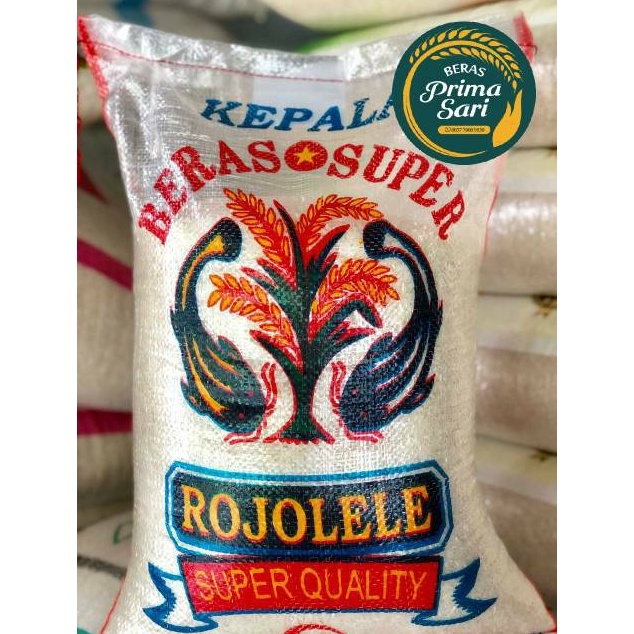 KEPALA
BERAS SUPER
ROJOLELE
SUPER QUALITY
BERAS
Prima
Sari